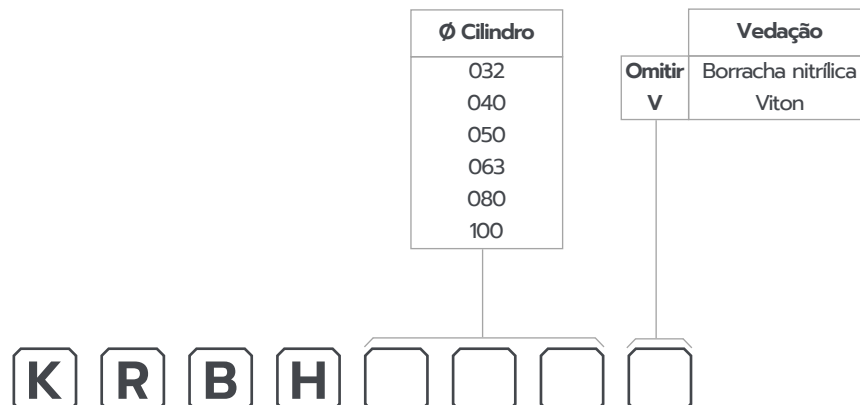 Ø Cilindro
032
040
050
063
080
100
Vedação
Omitir Borracha nitrílica
V Viton
K R B H